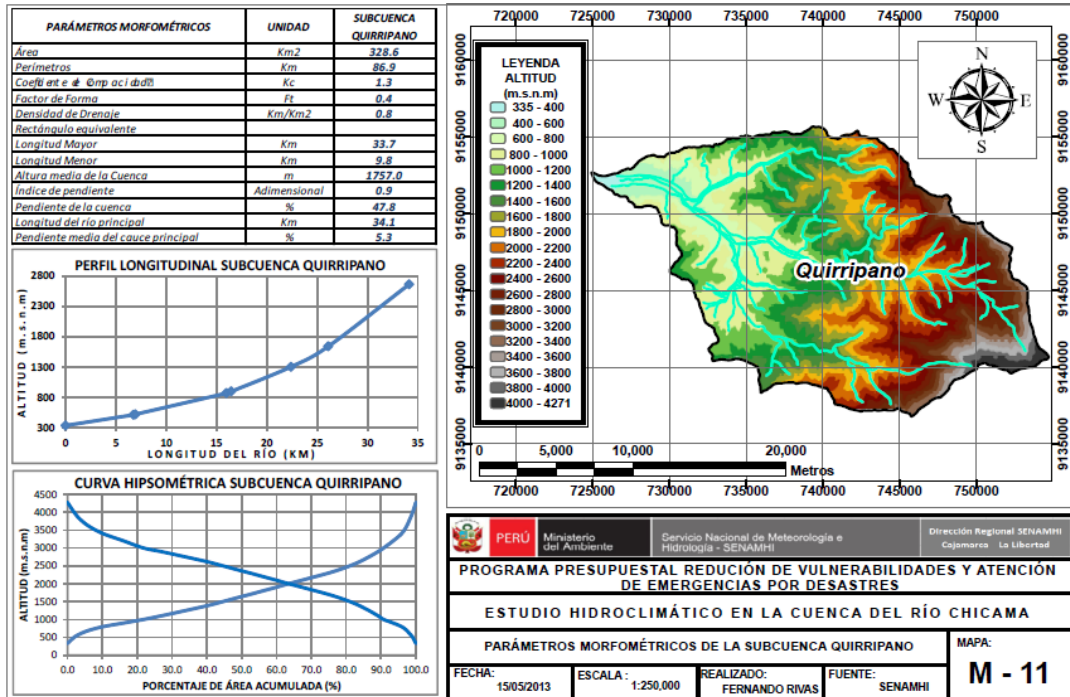 PARÁMETROS MORFOMÉTRICOS UNIDAD SUBCUENCA QUIRRIPANO
Área Km2 328.6
Perímetros Km 86.9
Kc 1.3
Factor de Forma Ft 0.4
Densidad de Drenaje Km/Km2 0.8
Rectángulo equivalente
Longitud Mayor Km 33.7
Longitud Menor Km 9.8
Altura media de la Cuenca m 1757.0
Índice de pendiente Adimensional 0.9
Pendiente de la cuenca % 47.8
Longitud del río principal Km 34.1
Pendiente media del cauce principal % 5.3
PERFIL LONGITUDINAL SUBCUENCA QUIRRIPANO
ALTITUD (m.s.n.m)
2800
2300
1800
1300
800
300
0 5 10 15 20 25 30 35
LONGITUD DEL RÍO (KM)
CURVA HIPSOMÉTRICA SUBCUENCA QUIRRIPANO
ALTITUD (m.s.n.m)
4500
4000
3500
3000
2500
2000
1500
1000
500
0
0.0 10.0 20.0 30.0 40.0 50.0 60.0 70.0 80.0 90.0 100.0
PORCENTAJE DE ÁREA ACUMULADA (%)
720000 725000 730000 735000 740000 745000 750000
9160000 9160000
9155000 9155000
9150000 9150000
9145000 9145000
9140000 9140000
9135000 9135000
LEYENDA
ALTITUD
(m.s.n.m)
335 - 400
400 - 600
600 - 800
800 - 1000
1000 - 1200
1200 - 1400
1400 - 1600
1600 - 1800
1800 - 2000
2000 - 2200
2200 - 2400
2400 - 2600
2600 - 2800
2800 - 3000
3000 - 3200
3200 - 3400
3400 - 3600
3600 - 3800
3800 - 4000
4000 - 4271
N
W E
S
Quirripano
0 5,000 10,000 20,000
Metros
720000 725000 730000 735000 740000 745000 750000
PERÚ
Ministerio
del Ambiente
Servicio Nacional de Meteorología e
Hidrología - SENAMHI
Dirección Regional SENAMHI
Cajamarca La Libertad
PROGRAMA PRESUPUESTAL REDUCIÓN DE VULNERABILIDADES Y ATENCIÓN
DE EMERGENCIAS POR DESASTRES
ESTUDIO HIDROCLIMÁTICO EN LA CUENCA DEL RÍO CHICAMA
PARÁMETROS MORFOMÉTRICOS DE LA SUBCUENCA QUIRRIPANO
MAPA:
M - 11
FECHA:
15/05/2013
ESCALA :
1:250,000
REALIZADO:
FERNANDO RIVAS
FUENTE:
SENAMHI